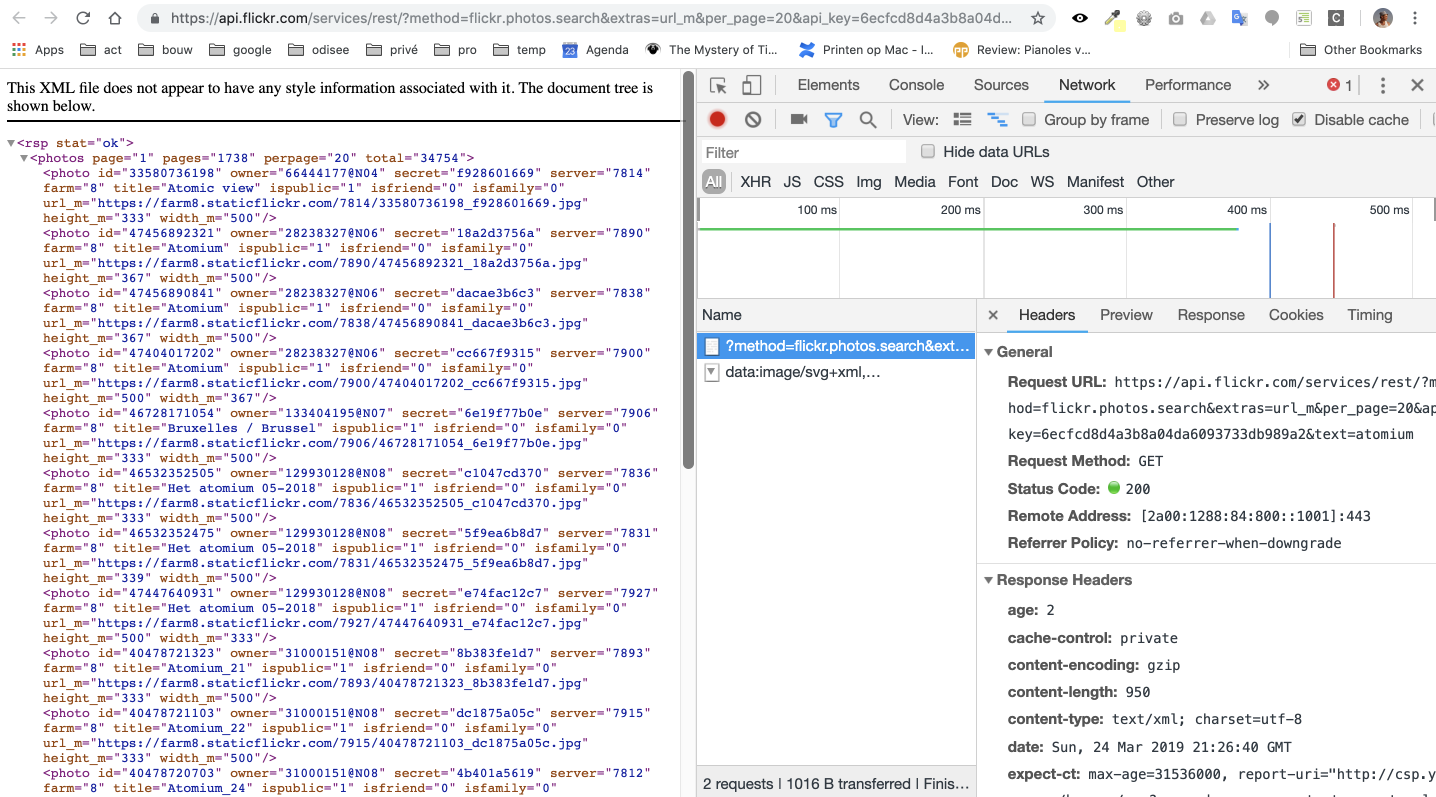 https://api.flickr.com/services/rest/?method=flickr.photos.search&extras=url_m&per_page=20&api_key=6ecfcd8d4a3b8a04d...
Apps act bouw google odisee privé pro temp 23 Agenda The Mystery of Ti... Printen op Mac - I... Review: Pianoles v... Other Bookmarks
This XML file does not appear to have any style information associated with it. The document tree is
shown below.
<rsp stat="ok">
<photos page="1" pages="1738" perpage="20" total="34754">
<photo id="33580736198" owner="66444177@N04" secret="f928601669" server="7814"
farm="8" title="Atomic view" ispublic="1" isfriend="0" isfamily="0"
url_m="https://farm8.staticflickr.com/7814/33580736198_f928601669.jpg"
height_m="333" width_m="500"/>
<photo id="47456892321" owner="28238327@N06" secret="18a2d3756a" server="7890"
farm="8" title="Atomium" ispublic="1" isfriend="0" isfamily="0"
url_m="https://farm8.staticflickr.com/7890/47456892321_18a2d3756a.jpg"
height_m="367" width_m="500"/>
<photo id="47456890841" owner="28238327@N06" secret="dacae3b6c3" server="7838"
farm="8" title="Atomium" ispublic="1" isfriend="0" isfamily="0"
url_m="https://farm8.staticflickr.com/7838/47456890841_dacae3b6c3.jpg"
height_m="367" width_m="500"/>
<photo id="47404017202" owner="28238327@N06" secret="cc667f9315" server="7900"
farm="8" title="Atomium" ispublic="1" isfriend="0" isfamily="0"
url_m="https://farm8.staticflickr.com/7900/47404017202_cc667f9315.jpg"
height_m="500" width_m="367"/>
<photo id="46728171054" owner="133404195@N07" secret="6e19f77b0e" server="7906"
farm="8" title="Bruxelles / Brussel" ispublic="1" isfriend="0" isfamily="0"
url_m="https://farm8.staticflickr.com/7906/46728171054_6e19f77b0e.jpg"
height_m="333" width_m="500"/>
<photo id="46532352505" owner="129930128@N08" secret="c1047cd370" server="7836"
farm="8" title="Het atomium 05-2018" ispublic="1" isfriend="0" isfamily="0"
url_m="https://farm8.staticflickr.com/7836/46532352505_c1047cd370.jpg"
height_m="333" width_m="500"/>
<photo id="46532352475" owner="129930128@N08" secret="5f9ea6b8d7" server="7831"
farm="8" title="Het atomium 05-2018" ispublic="1" isfriend="0" isfamily="0"
url_m="https://farm8.staticflickr.com/7831/46532352475_5f9ea6b8d7.jpg"
height_m="339" width_m="500"/>
<photo id="47447640931" owner="129930128@N08" secret="e74fac12c7" server="7927"
farm="8" title="Het atomium 05-2018" ispublic="1" isfriend="0" isfamily="0"
url_m="https://farm8.staticflickr.com/7927/47447640931_e74fac12c7.jpg"
height_m="500" width_m="333"/>
<photo id="40478721323" owner="31000151@N08" secret="8b383fe1d7" server="7893"
farm="8" title="Atomium_21" ispublic="1" isfriend="0" isfamily="0"
url_m="https://farm8.staticflickr.com/7893/40478721323_8b383fe1d7.jpg"
height_m="333" width_m="500"/>
<photo id="40478721103" owner="31000151@N08" secret="dc1875a05c" server="7915"
farm="8" title="Atomium_22" ispublic="1" isfriend="0" isfamily="0"
url_m="https://farm8.staticflickr.com/7915/40478721103_dc1875a05c.jpg"
height_m="333" width_m="500"/>
<photo id="40478720703" owner="31000151@N08" secret="4b401a5619" server="7812"
farm="8" title="Atomium_24" ispublic="1" isfriend="0" isfamily="0"
Elements Console Sources Network Performance » 1
View: Group by frame Preserve log Disable cache
Filter Hide data URLs
All XHR JS CSS Img Media Font Doc WS Manifest Other
100 ms 200 ms 300 ms 400 ms 500 ms
Name
?method=flickr.photos.search&ext...
data:image/svg+xml,...
2 requests | 1016 B transferred | Finis...
Headers Preview Response Cookies Timing
General
Request URL: https://api.flickr.com/services/rest/?m
hod=flickr.photos.search&extras=url_m&per_page=20&ap
key=6ecfcd8d4a3b8a04da6093733db989a2&text=atomium
Request Method: GET
Status Code: 200
Remote Address: [2a00:1288:84:800::1001]:443
Referrer Policy: no-referrer-when-downgrade
Response Headers
age: 2
cache-control: private
content-encoding: gzip
content-length: 950
content-type: text/xml; charset=utf-8
date: Sun, 24 Mar 2019 21:26:40 GMT
expect-ct: max-age=31536000, report-uri="http://csp.y